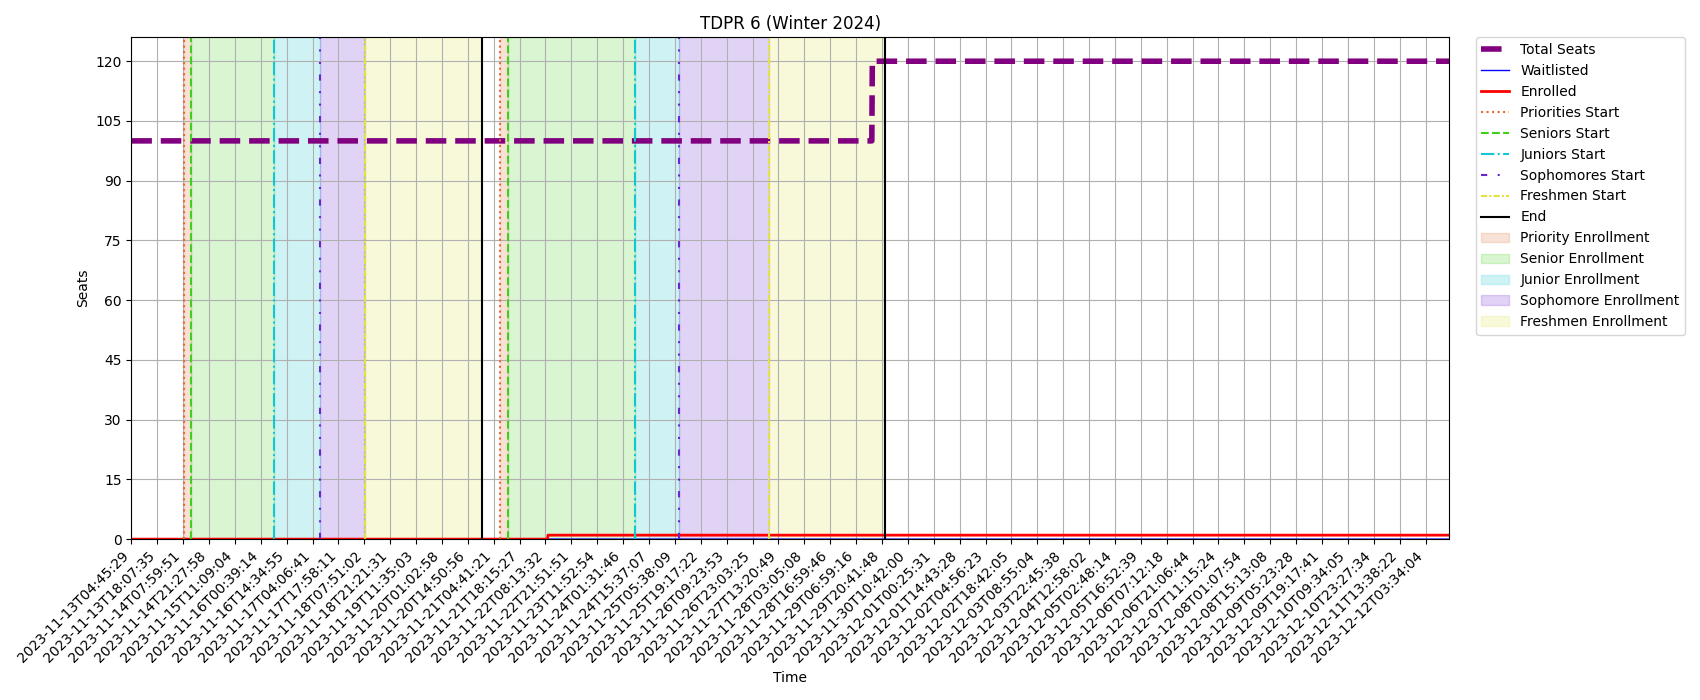 TDPR 6 (Winter 2024)
Total Seats
Waitlisted
Enrolled
Priorities Start
Seniors Start
Juniors Start
Sophomores Start
Freshmen Start
End
Priority Enrollment
Senior Enrollment
Junior Enrollment
Sophomore Enrollment
Freshmen Enrollment
Seats
120
105
90
75
60
45
30
15
0
2023-11-13T04:45:29
2023-11-13T18:07:35
2023-11-14T07:59:51
2023-11-14T21:27:58
2023-11-15T11:09:04
2023-11-16T00:39:14
2023-11-16T14:34:55
2023-11-17T04:06:41
2023-11-17T17:58:11
2023-11-18T07:51:02
2023-11-18T21:21:31
2023-11-19T11:35:03
2023-11-20T01:02:58
2023-11-20T14:50:56
2023-11-21T04:41:21
2023-11-21T18:15:27
2023-11-22T08:13:32
2023-11-22T21:51:51
2023-11-23T11:52:54
2023-11-24T01:31:46
2023-11-24T15:37:07
2023-11-25T05:38:09
2023-11-25T19:17:22
2023-11-26T09:23:53
2023-11-26T23:03:25
2023-11-27T13:20:49
2023-11-28T03:05:08
2023-11-28T16:59:46
2023-11-29T06:59:16
2023-11-29T20:41:48
2023-11-30T10:42:00
2023-12-01T00:25:31
2023-12-01T14:43:28
2023-12-02T04:56:23
2023-12-02T18:42:05
2023-12-03T08:55:04
2023-12-03T22:45:38
2023-12-04T12:58:02
2023-12-05T02:48:14
2023-12-05T16:52:39
2023-12-06T07:12:18
2023-12-06T21:06:44
2023-12-07T11:15:24
2023-12-08T01:07:54
2023-12-08T15:13:08
2023-12-09T05:23:28
2023-12-09T19:17:41
2023-12-10T09:34:05
2023-12-10T23:27:34
2023-12-11T13:38:22
2023-12-12T03:34:04
Time